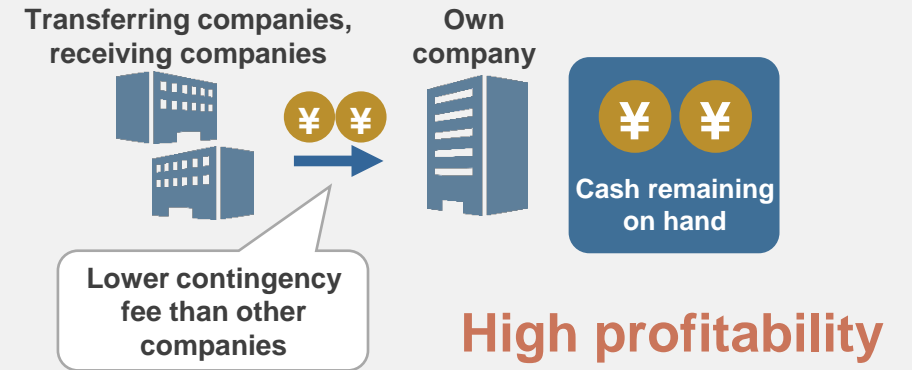 Transferring companies,
receiving companies
Own
company
¥ ¥
¥ ¥
Cash remaining
on hand
Lower contingency
fee than other
companies
High profitability